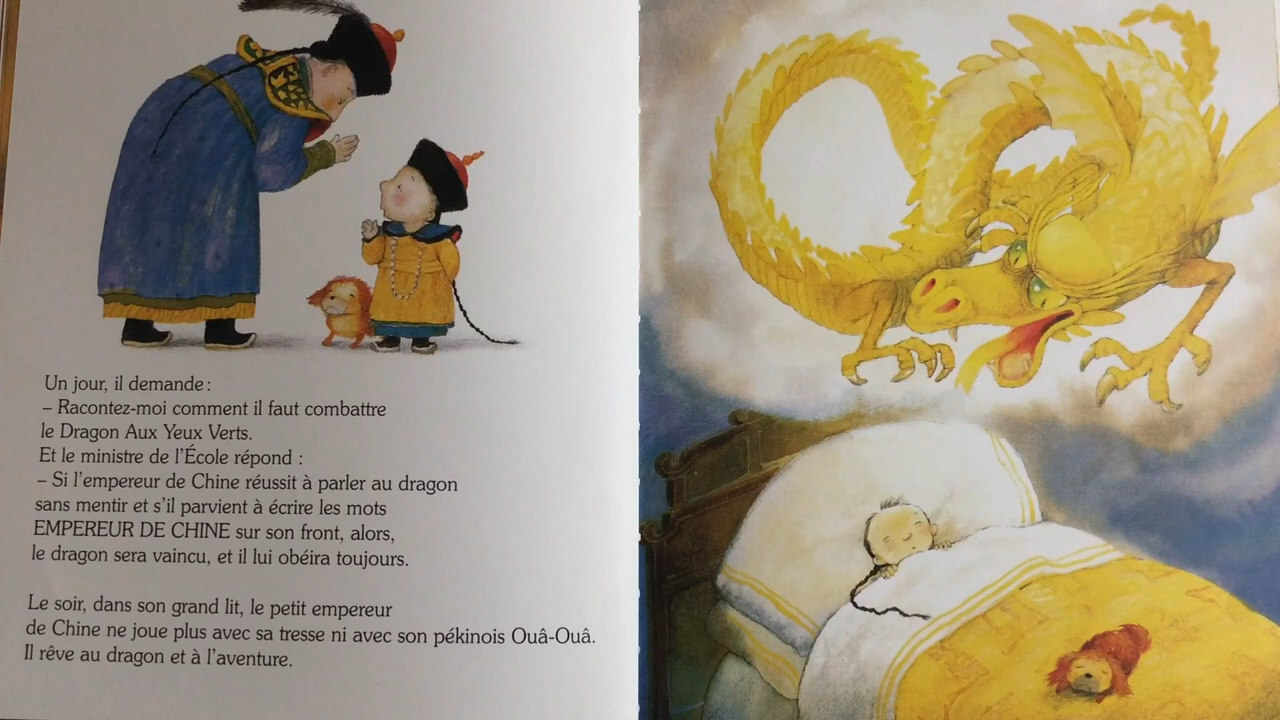 Un jour, il demande :
– Racontez-moi comment il faut combattre
le Dragon Aux Yeux Verts.
Et le ministre de l'École répond :
– Si l'empereur de Chine réussit à parler au dragon
sans mentir et s'il parvient à écrire les mots
EMPEREUR DE CHINE sur son front, alors,
le dragon sera vaincu, et il lui obéira toujours.
Le soir, dans son grand lit, le petit empereur
de Chine ne joue plus avec sa tresse ni avec son pékinois Ouâ-Ouâ.
Il rêve au dragon et à l'aventure.